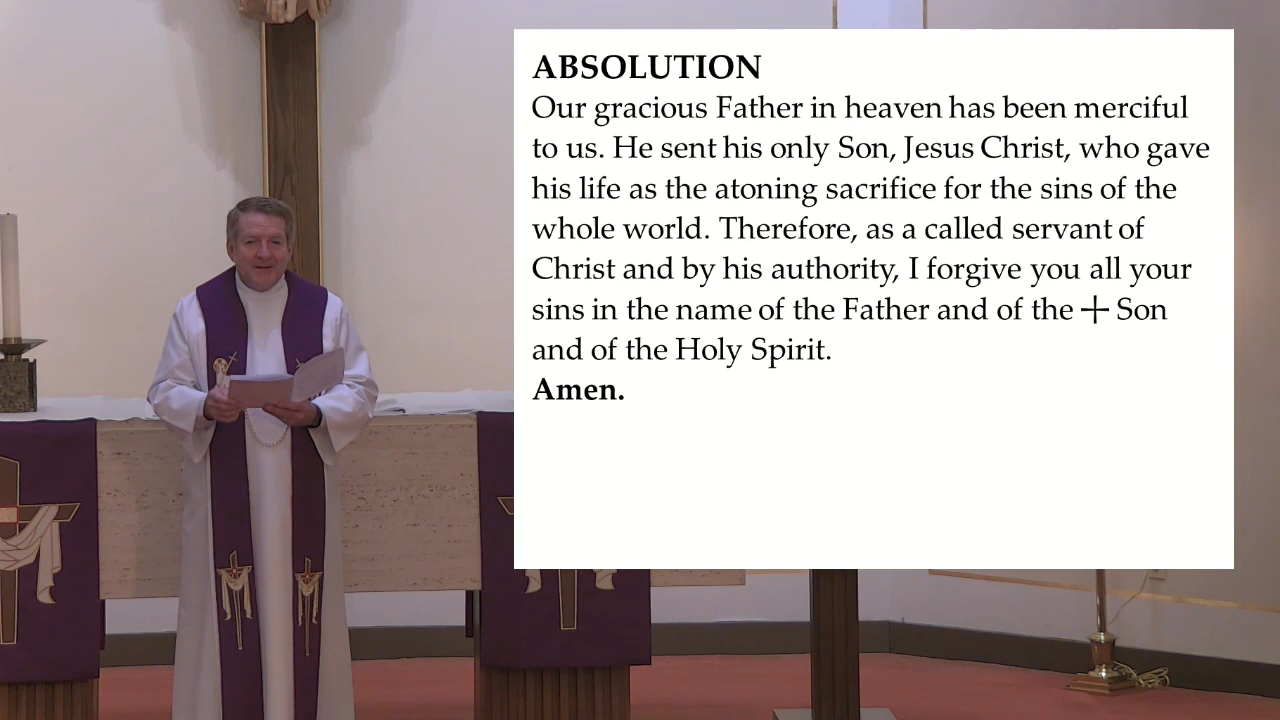 ABSOLUTION
Our gracious Father in heaven has been merciful
to us. He sent his only Son, Jesus Christ, who gave
his life as the atoning sacrifice for the sins of the
whole world. Therefore, as a called servant of
Christ and by his authority, I forgive you all your
sins in the name of the Father and of the ┼ Son
and of the Holy Spirit.
Amen.